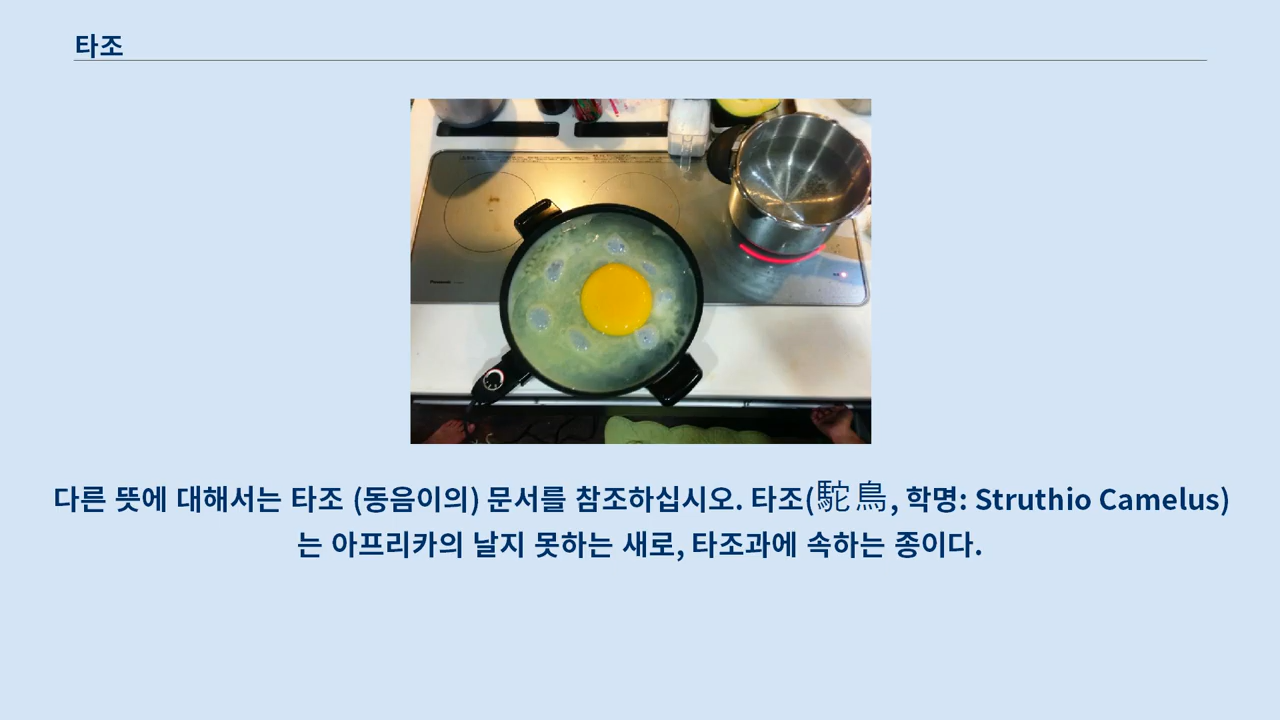 타조
다른 뜻에 대해서는 타조 (동음이의) 문서를 참조하십시오. 타조(駝鳥, 학명: Struthio Camelus)
는 아프리카의 날지 못하는 새로, 타조과에 속하는 종이다.